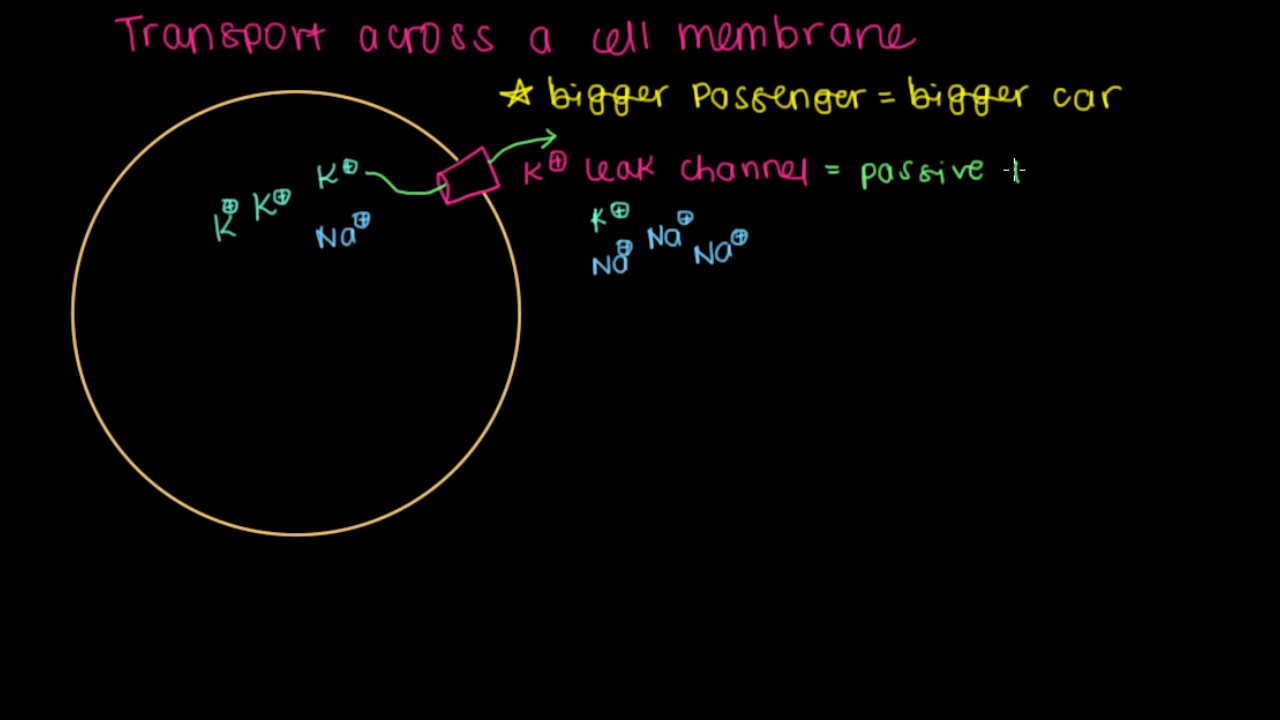 Transport across a cell membrane
☆ bigger passenger = bigger car
K⊕ leak channel = passive t
K⊕ K⊕ K⊕
Na⊕
K⊕
Na⊕ Na⊕ Na⊕